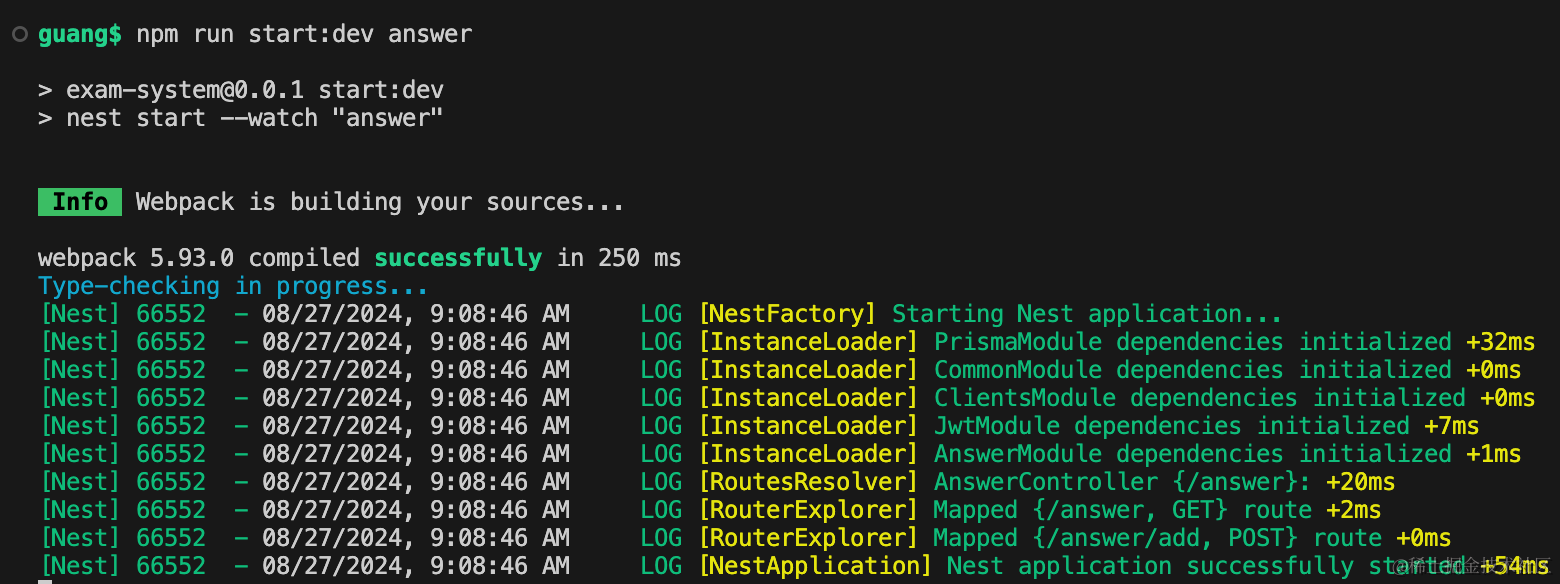 guang$ npm run start:dev answer
> exam-system@0.0.1 start:dev
> nest start --watch "answer"
Info Webpack is building your sources...
webpack 5.93.0 compiled successfully in 250 ms
Type-checking in progress...
[Nest] 66552  - 08/27/2024, 9:08:46 AM     LOG [NestFactory] Starting Nest application...
[Nest] 66552  - 08/27/2024, 9:08:46 AM     LOG [InstanceLoader] PrismaModule dependencies initialized +32ms
[Nest] 66552  - 08/27/2024, 9:08:46 AM     LOG [InstanceLoader] CommonModule dependencies initialized +0ms
[Nest] 66552  - 08/27/2024, 9:08:46 AM     LOG [InstanceLoader] ClientsModule dependencies initialized +0ms
[Nest] 66552  - 08/27/2024, 9:08:46 AM     LOG [InstanceLoader] JwtModule dependencies initialized +7ms
[Nest] 66552  - 08/27/2024, 9:08:46 AM     LOG [InstanceLoader] AnswerModule dependencies initialized +1ms
[Nest] 66552  - 08/27/2024, 9:08:46 AM     LOG [RoutesResolver] AnswerController {/answer}: +20ms
[Nest] 66552  - 08/27/2024, 9:08:46 AM     LOG [RouterExplorer] Mapped {/answer, GET} route +2ms
[Nest] 66552  - 08/27/2024, 9:08:46 AM     LOG [RouterExplorer] Mapped {/answer/add, POST} route +0ms
[Nest] 66552  - 08/27/2024, 9:08:46 AM     LOG [NestApplication] Nest application successfully started +54ms
@稀土掘金技术社区